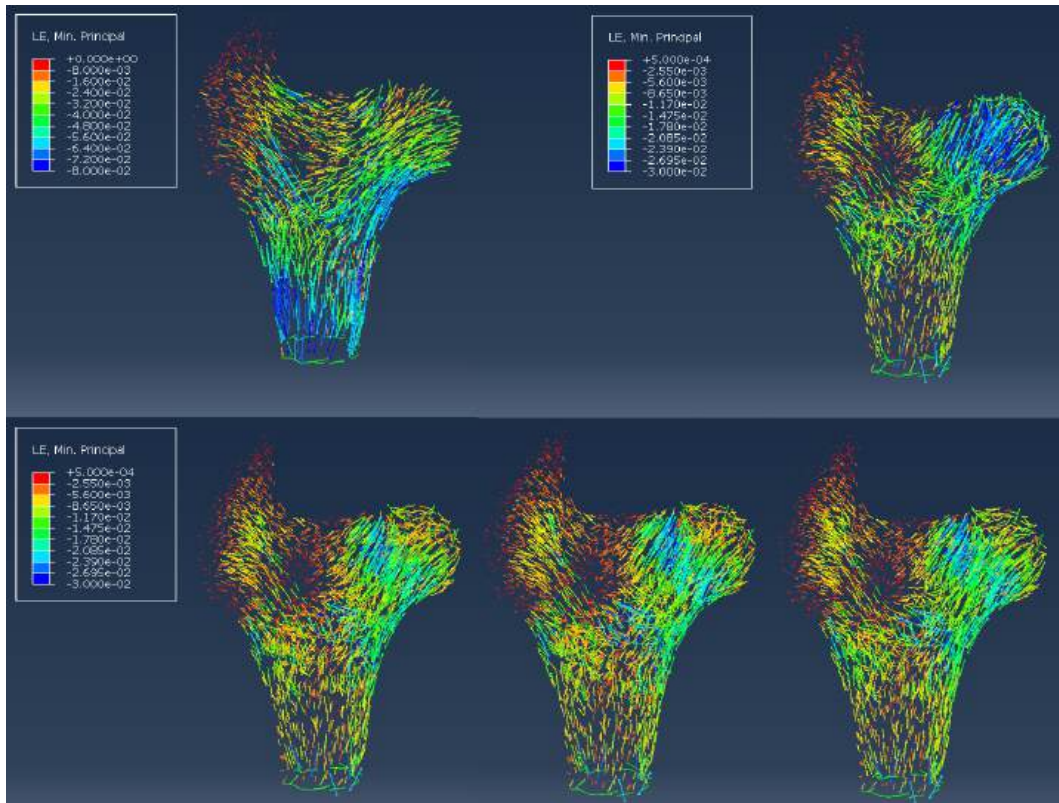 LE, Min. Principal
+0.000e+00
-8.000e-03
-1.600e-02
-2.400e-02
-3.200e-02
-4.000e-02
-4.800e-02
-5.600e-02
-6.400e-02
-7.200e-02
-8.000e-02
LE, Min. Principal
+5.000e-04
-2.550e-03
-5.600e-03
-8.650e-03
-1.170e-02
-1.475e-02
-1.780e-02
-2.085e-02
-2.390e-02
-2.695e-02
-3.000e-02
LE, Min. Principal
+5.000e-04
-2.550e-03
-5.600e-03
-8.650e-03
-1.170e-02
-1.475e-02
-1.780e-02
-2.085e-02
-2.390e-02
-2.695e-02
-3.000e-02